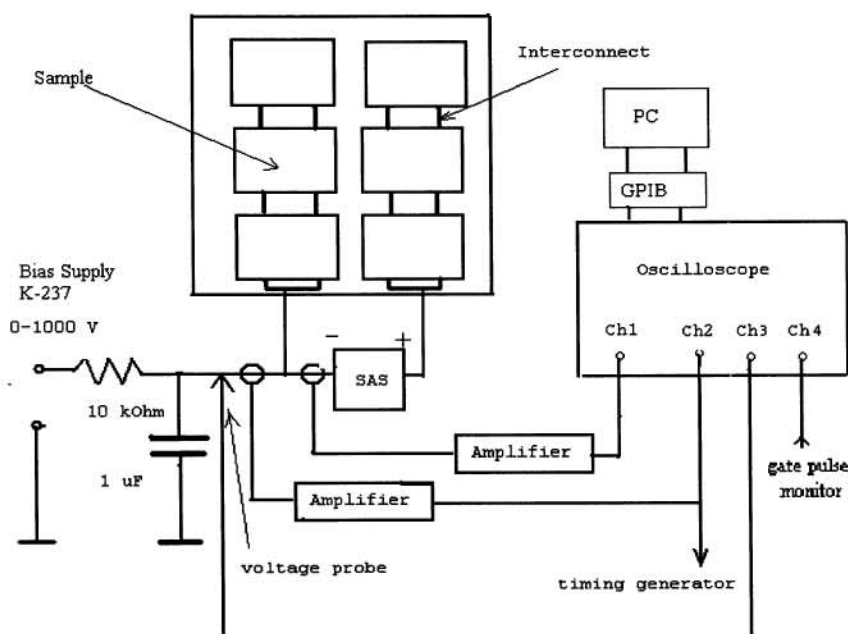 Sample
Interconnect
PC
GPIB
Oscilloscope
Bias Supply
K-237
0-1000 V
Ch1 Ch2 Ch3 Ch4
- +
SAS
10 kOhm
1 uF
Amplifier
Amplifier
gate pulse
monitor
voltage probe
timing generator